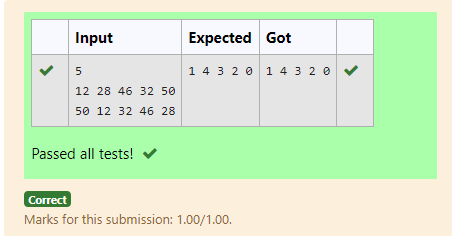 Input Expected Got
5 1 4 3 2 0 1 4 3 2 0
12 28 46 32 50
50 12 32 46 28
Passed all tests!
Correct
Marks for this submission: 1.00/1.00.